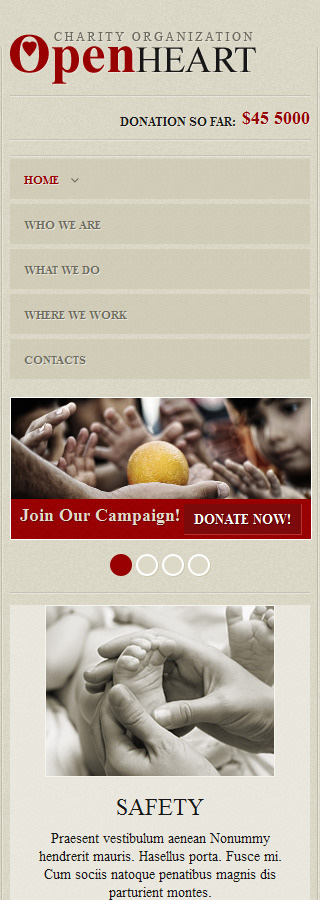 CHARITY ORGANIZATION
OpenHEART
DONATION SO FAR: $45 5000
HOME
WHO WE ARE
WHAT WE DO
WHERE WE WORK
CONTACTS
Join Our Campaign! DONATE NOW!
SAFETY
Praesent vestibulum aenean Nonummy
hendrerit mauris. Hasellus porta. Fusce mi.
Cum sociis natoque penatibus magnis dis
parturient montes.